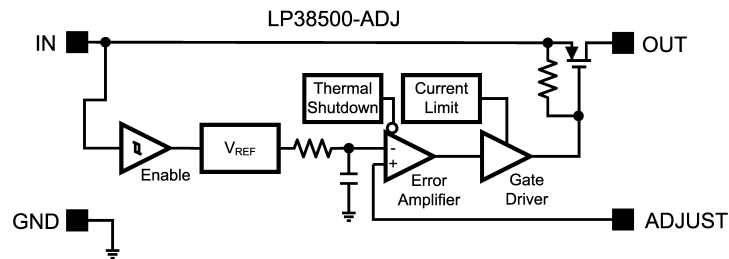 LP38500-ADJ
IN
OUT
Thermal
Shutdown
Current
Limit
VREF
-
+
Enable
Error
Amplifier
Gate
Driver
GND
ADJUST